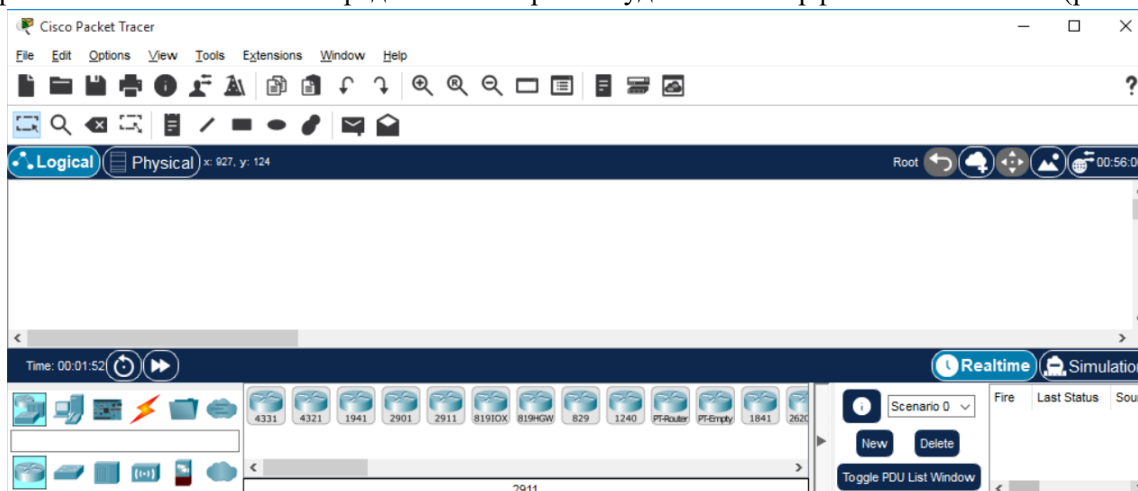 Cisco Packet Tracer
File Edit Options View Tools Extensions Window Help
Logical Physical x: 927, y: 124 Root 00:56:0
Time: 00:01:52 Realtime Simulation
4331 4321 1941 2901 2911 819IOX 819HGW 829 1240 PT-Router PT-Empty 1841 262
Scenario 0 Fire Last Status Sou
New Delete
Toggle PDU List Window
2911